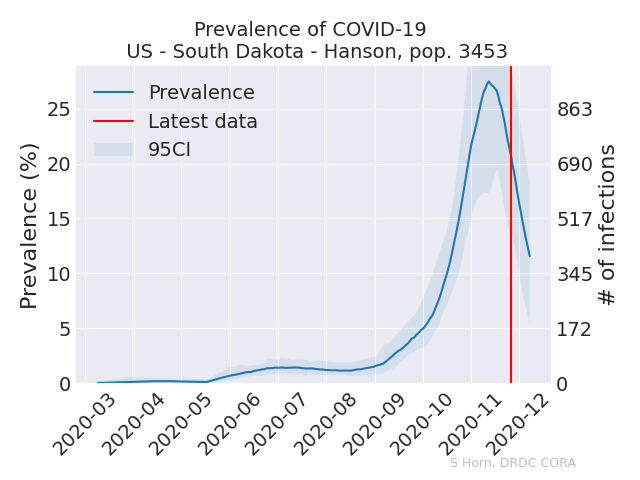 Prevalence of COVID-19
US - South Dakota - Hanson, pop. 3453
Prevalence
Latest data
95CI
Prevalence (%)
25
20
15
10
5
0
863
690
517
345
172
0
# of infections
2020-03
2020-04
2020-05
2020-06
2020-07
2020-08
2020-09
2020-10
2020-11
2020-12
S Horn, DRDC CORA